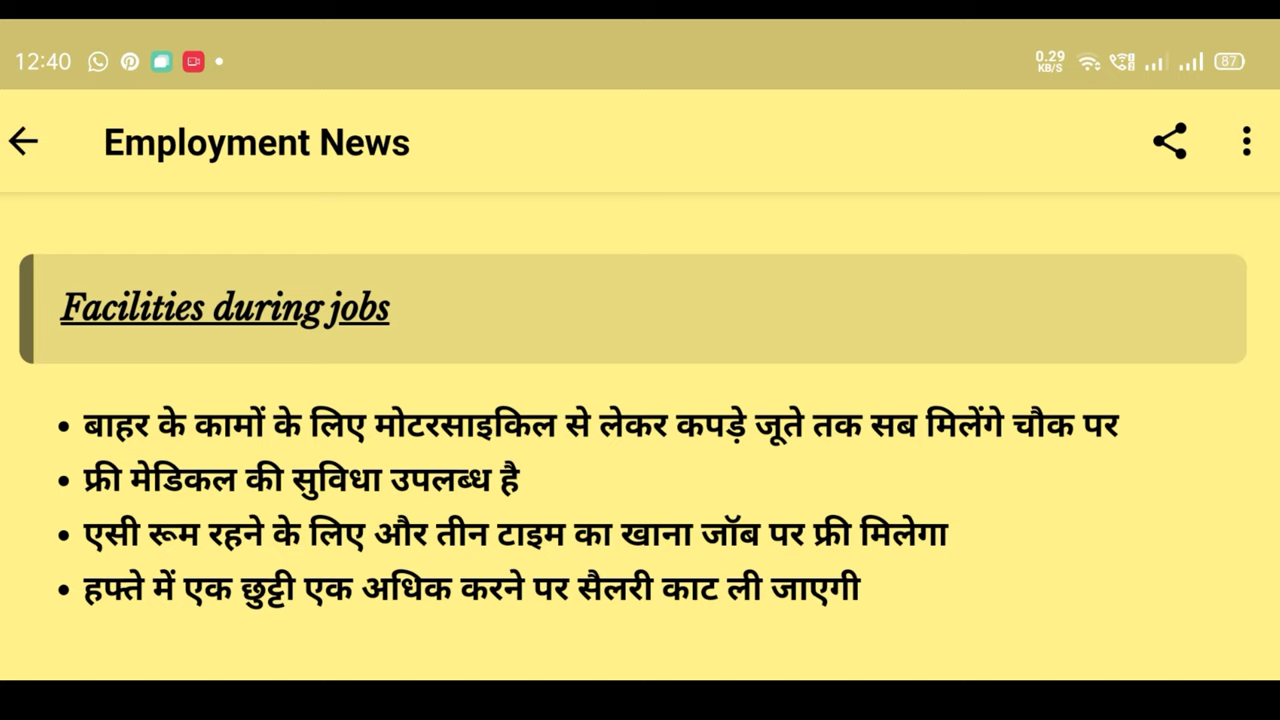 12:40
0.29 KB/S
87
Employment News
Facilities during jobs
• बाहर के कामों के लिए मोटरसाइकिल से लेकर कपड़े जूते तक सब मिलेंगे चौक पर
• फ्री मेडिकल की सुविधा उपलब्ध है
• एसी रूम रहने के लिए और तीन टाइम का खाना जॉब पर फ्री मिलेगा
• हफ्ते में एक छुट्टी एक अधिक करने पर सैलरी काट ली जाएगी